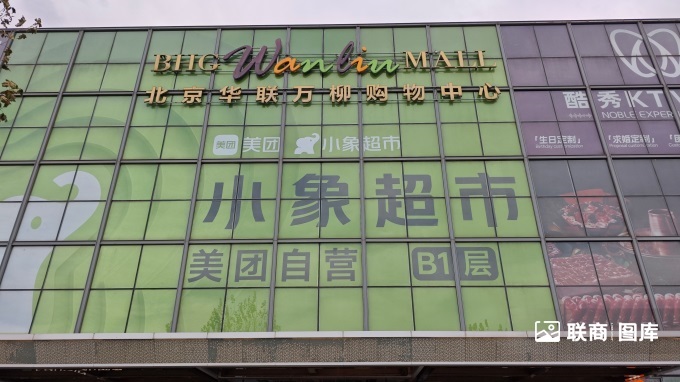 BHG Wanliu MALL
北京华联万柳购物中心
美团 美团 小象超市
小象超市
美团自营 B1层
酷秀KTV
NOBLE EXPER
「生日定制」 「求婚定制」
联商图库